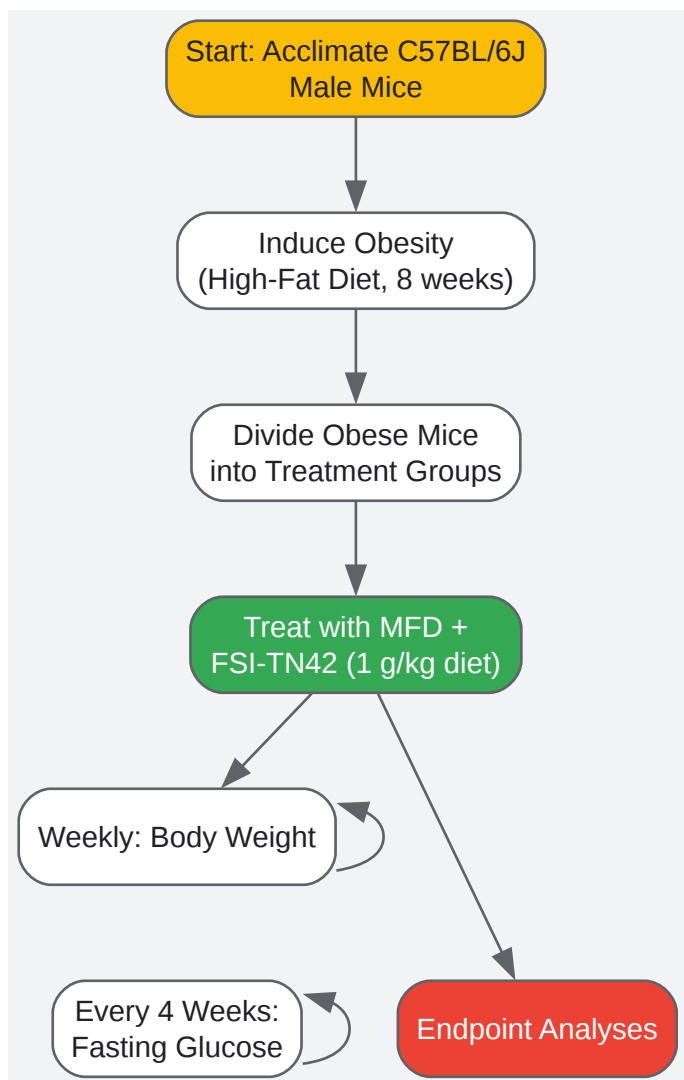 Start: Acclimate C57BL/6J
Male Mice
Induce Obesity
(High-Fat Diet, 8 weeks)
Divide Obese Mice
into Treatment Groups
Treat with MFD +
FSI-TN42 (1 g/kg diet)
Weekly: Body Weight
Every 4 Weeks:
Fasting Glucose
Endpoint Analyses